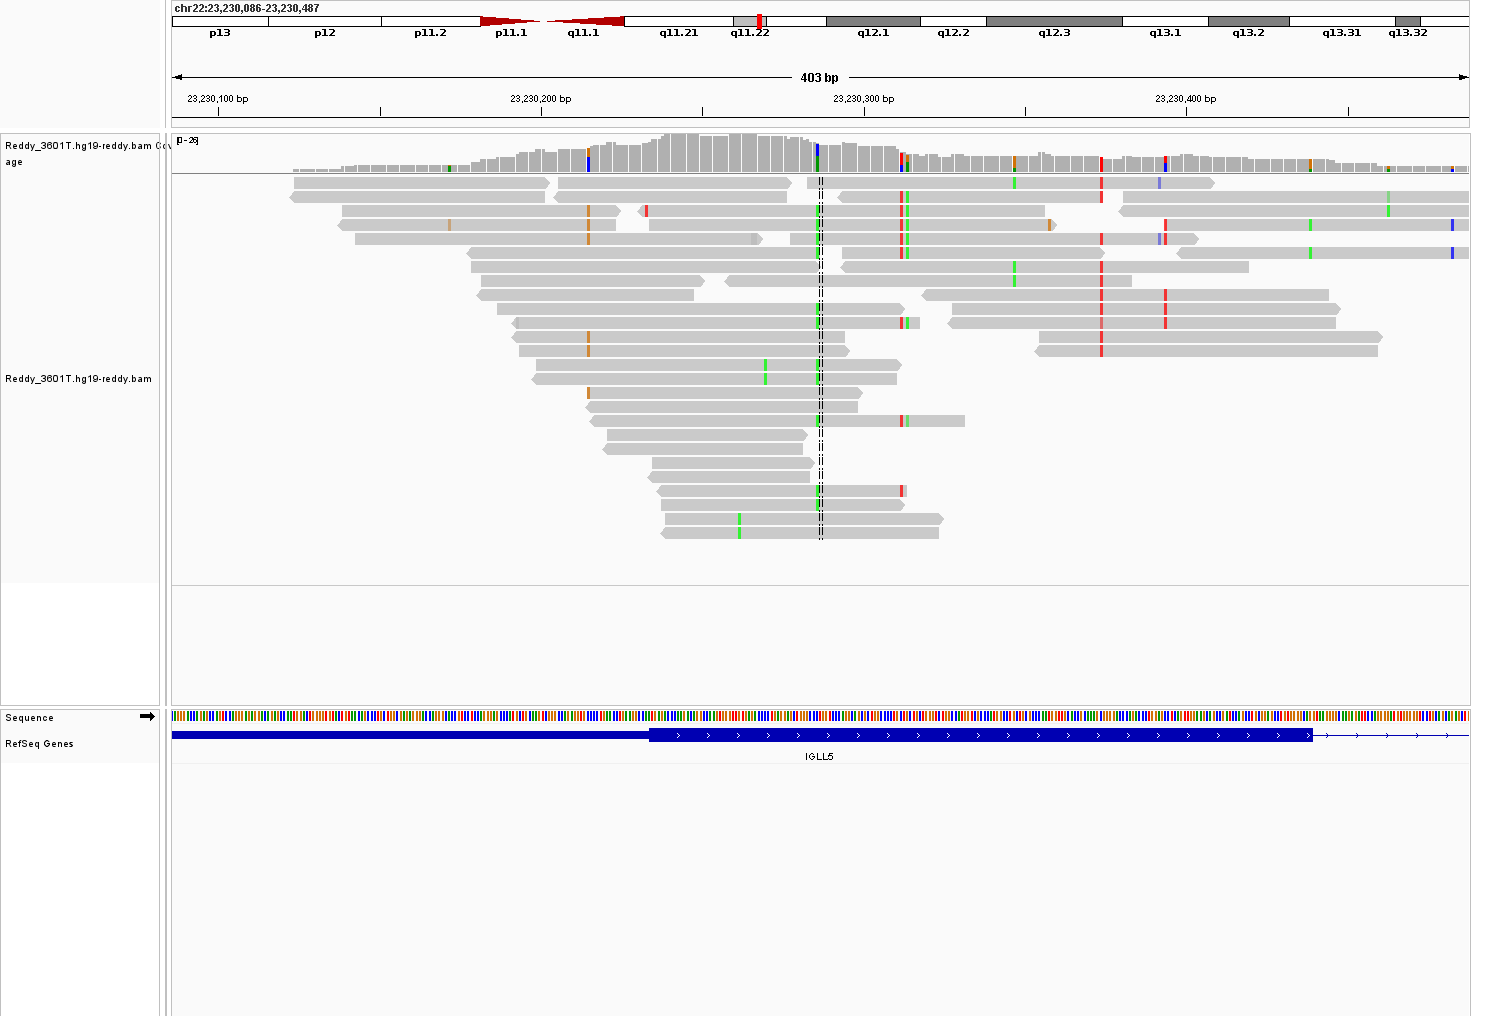 chr22:23,230,086-23,230,487
p13 p12 p11.2 p11.1 q11.1 q11.21 q11.22 q12.1 q12.2 q12.3 q13.1 q13.2 q13.31 q13.32
403 bp
23,230,100 bp 23,230,200 bp 23,230,300 bp 23,230,400 bp
Reddy_3601T.hg19-reddy.bam Cov
age
[0-26]
Reddy_3601T.hg19-reddy.bam
Sequence
RefSeq Genes
IGLL5